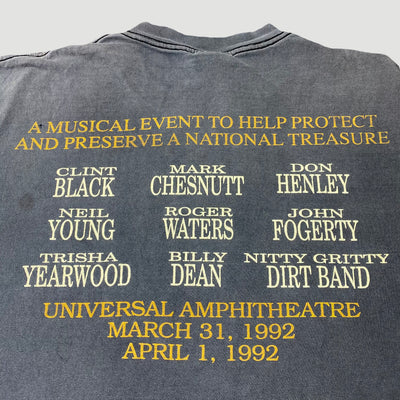 A MUSICAL EVENT TO HELP PROTECT
AND PRESERVE A NATIONAL TREASURE
CLINT MARK DON
BLACK CHESNUTT HENLEY
NEIL ROGER JOHN
YOUNG WATERS FOGERTY
TRISHA BILLY NITTY GRITTY
YEARWOOD DEAN DIRT BAND
UNIVERSAL AMPHITHEATRE
MARCH 31, 1992
APRIL 1, 1992